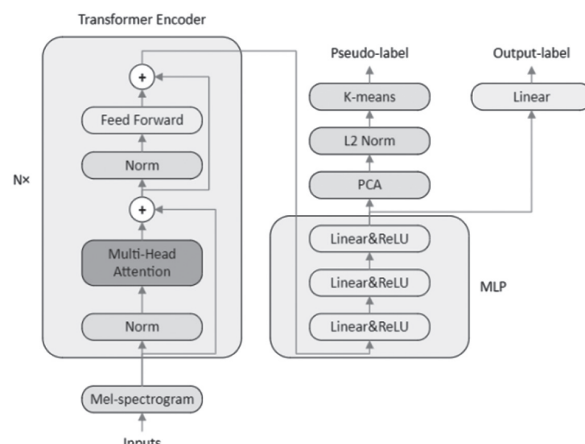 Transformer Encoder
Pseudo-label
Output-label
K-means
Linear
Feed Forward
L2 Norm
Norm
PCA
N×
+
+
Linear&ReLU
Multi-Head
Attention
Linear&ReLU
MLP
Norm
Linear&ReLU
Mel-spectrogram
Inputs